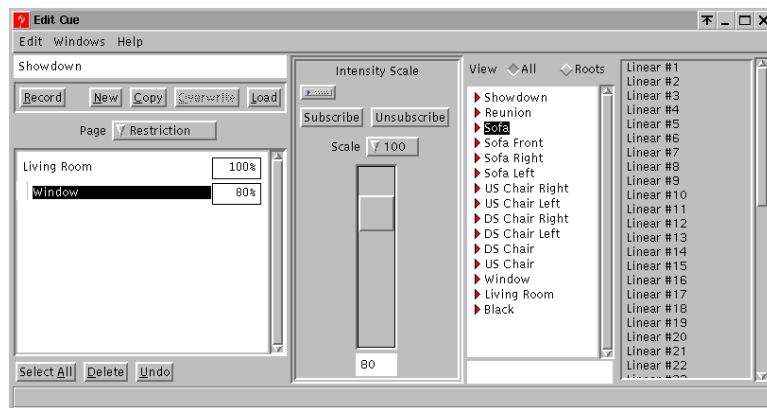 Edit Cue
Edit Windows Help
Showdown
Record New Copy Overwrite Load
Page Restriction
Living Room 100%
Window 80%
Select All Delete Undo
Intensity Scale
Subscribe Unsubscribe
Scale 100
80
View All Roots
Showdown
Reunion
Sofa
Sofa Front
Sofa Right
Sofa Left
US Chair Right
US Chair Left
DS Chair Right
DS Chair Left
DS Chair
US Chair
Window
Living Room
Black
Linear #1
Linear #2
Linear #3
Linear #4
Linear #5
Linear #6
Linear #7
Linear #8
Linear #9
Linear #10
Linear #11
Linear #12
Linear #13
Linear #14
Linear #15
Linear #16
Linear #17
Linear #18
Linear #19
Linear #20
Linear #21
Linear #22
Linear #23